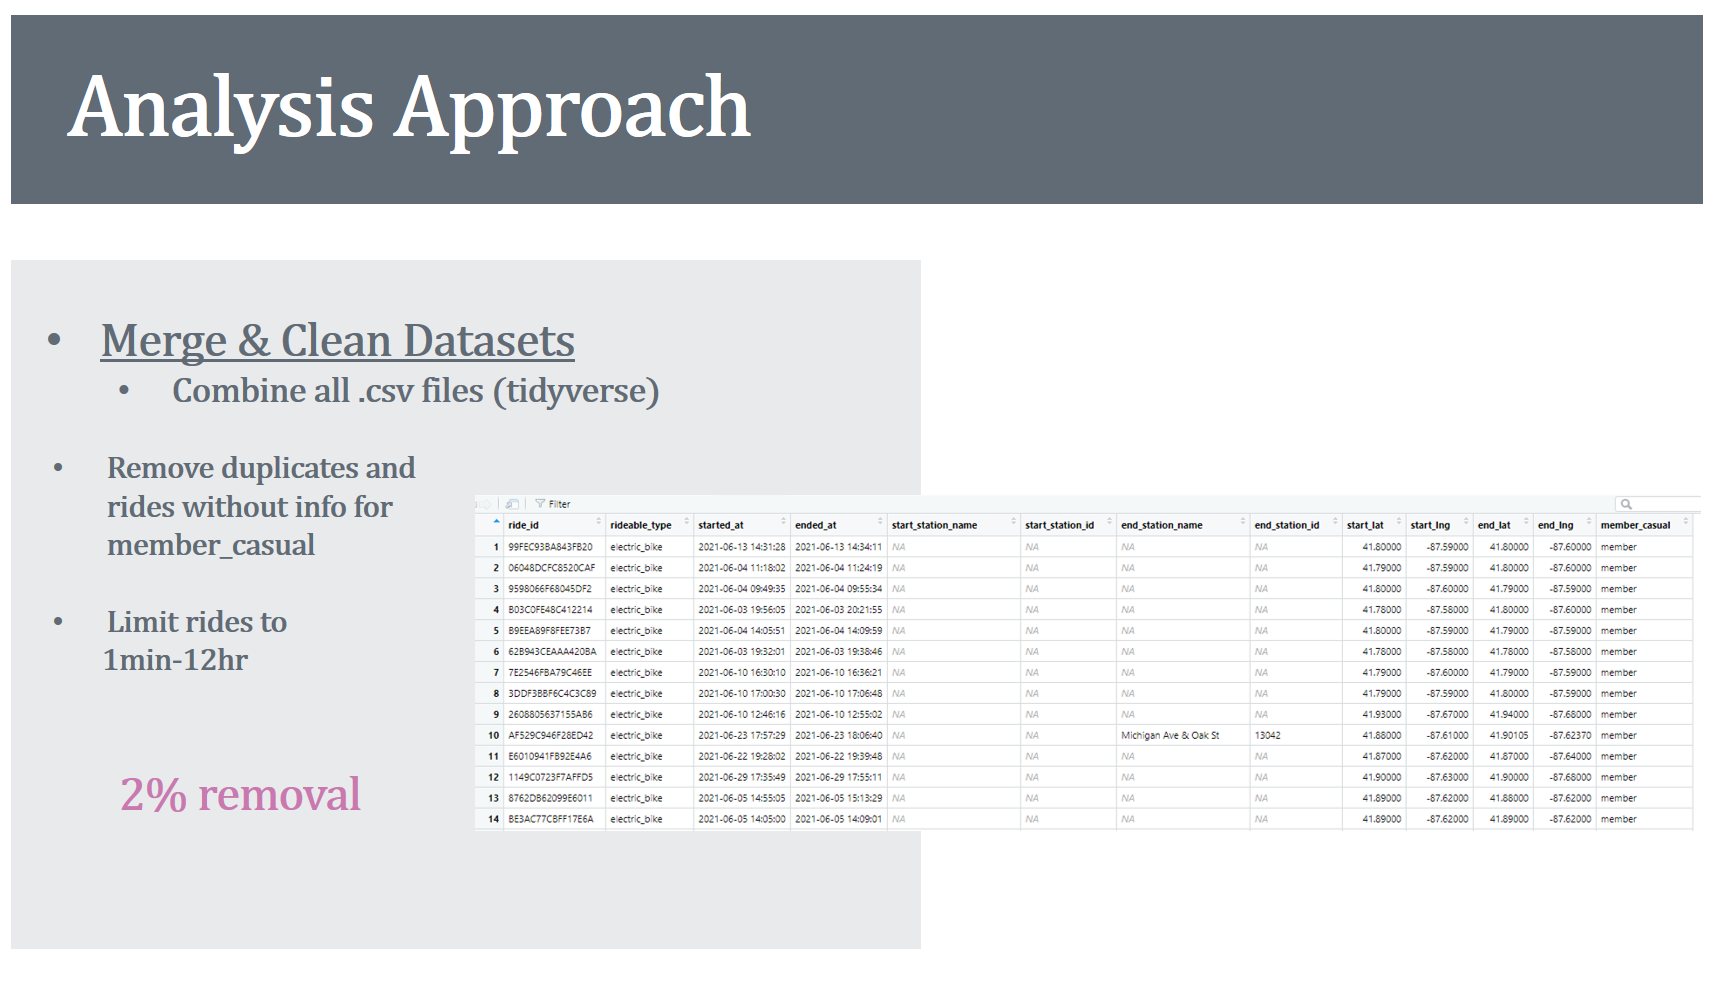 Analysis Approach
• Merge & Clean Datasets
• Combine all .csv files (tidyverse)
• Remove duplicates and
rides without info for
member_casual
• Limit rides to
1min-12hr
2% removal
Filter
ride_id rideable_type started_at ended_at start_station_name start_station_id end_station_name end_station_id start_lat start_lng end_lat end_lng member_casual
1 99FEC93BA843FB20 electric_bike 2021-06-13 14:31:28 2021-06-13 14:34:11 NA NA NA NA 41.80000 -87.59000 41.80000 -87.60000 member
2 06048DCFC8520CAF electric_bike 2021-06-04 11:18:02 2021-06-04 11:24:19 NA NA NA NA 41.79000 -87.59000 41.80000 -87.60000 member
3 9598066F68045DF2 electric_bike 2021-06-04 09:49:35 2021-06-04 09:55:34 NA NA NA NA 41.80000 -87.60000 41.79000 -87.59000 member
4 B03C0FE48C412214 electric_bike 2021-06-03 19:56:05 2021-06-03 20:21:55 NA NA NA NA 41.78000 -87.58000 41.80000 -87.60000 member
5 B9EEA89F8FEE73B7 electric_bike 2021-06-04 14:05:51 2021-06-04 14:09:59 NA NA NA NA 41.80000 -87.59000 41.79000 -87.59000 member
6 62B943CEAAA420BA electric_bike 2021-06-03 19:32:01 2021-06-03 19:38:46 NA NA NA NA 41.78000 -87.58000 41.78000 -87.58000 member
7 7E2546FBA79C46EE electric_bike 2021-06-10 16:30:10 2021-06-10 16:36:21 NA NA NA NA 41.79000 -87.60000 41.79000 -87.59000 member
8 3DDF3BBF6C4C3C89 electric_bike 2021-06-10 17:00:30 2021-06-10 17:06:48 NA NA NA NA 41.79000 -87.59000 41.80000 -87.59000 member
9 2608805637155AB6 electric_bike 2021-06-10 12:46:16 2021-06-10 12:55:02 NA NA NA NA 41.93000 -87.67000 41.94000 -87.68000 member
10 AF529C946F28ED42 electric_bike 2021-06-23 17:57:29 2021-06-23 18:06:40 NA NA Michigan Ave & Oak St 13042 41.88000 -87.61000 41.90105 -87.62370 member
11 E6010941FB92E4A6 electric_bike 2021-06-22 19:28:02 2021-06-22 19:39:48 NA NA NA NA 41.87000 -87.62000 41.87000 -87.64000 member
12 1149C0723F7AFFD5 electric_bike 2021-06-29 17:35:49 2021-06-29 17:55:11 NA NA NA NA 41.90000 -87.63000 41.90000 -87.68000 member
13 8762DB62099E6011 electric_bike 2021-06-05 14:55:05 2021-06-05 15:13:29 NA NA NA NA 41.89000 -87.62000 41.88000 -87.62000 member
14 BE3AC77CBFF17E6A electric_bike 2021-06-05 14:05:00 2021-06-05 14:09:01 NA NA NA NA 41.89000 -87.62000 41.89000 -87.62000 member